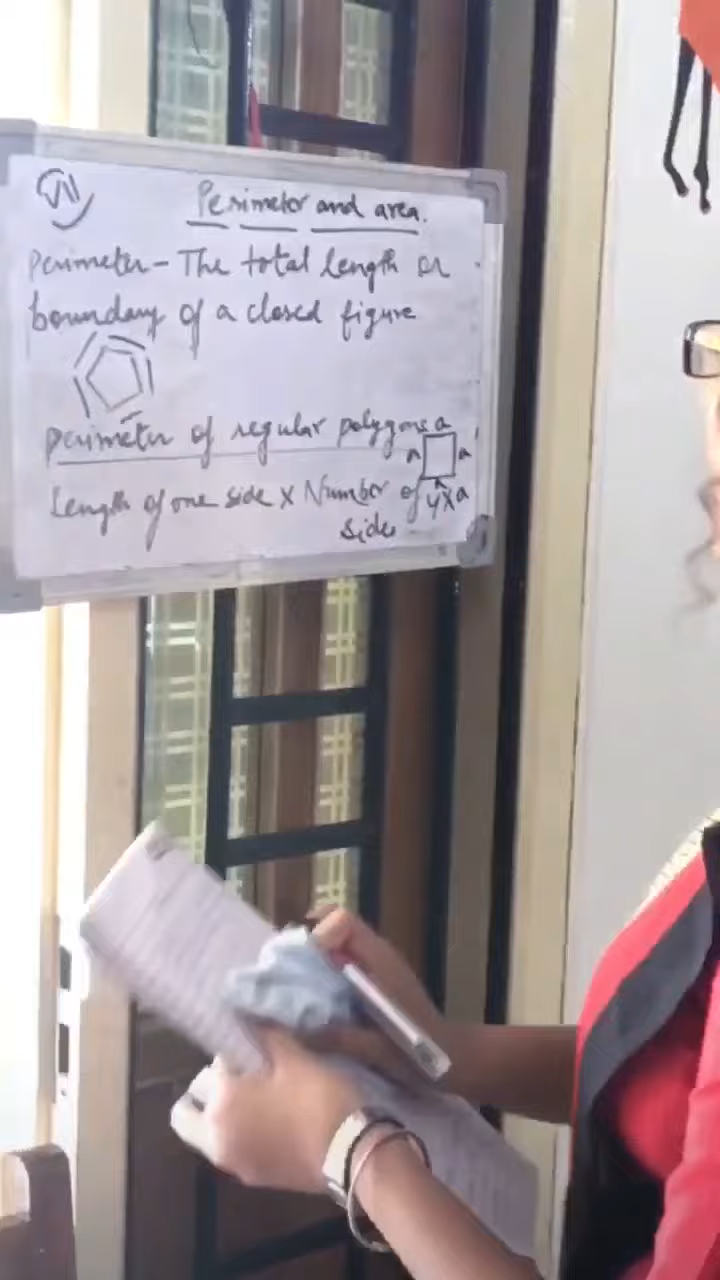 VII
Perimeter and area.
Perimeter - The total length or
boundary of a closed figure
perimeter of regular polygons
a
a a
a
Length of one side x Number of
side
4xa